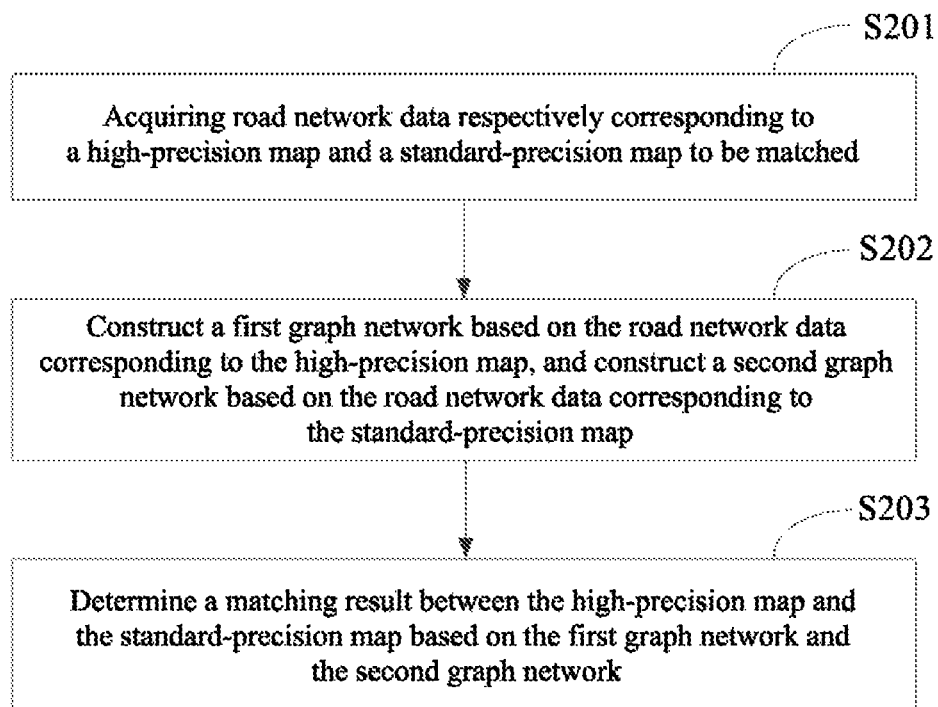 S201
Acquiring road network data respectively corresponding to
a high-precision map and a standard-precision map to be matched
S202
Construct a first graph network based on the road network data
corresponding to the high-precision map, and construct a second graph
network based on the road network data corresponding to
the standard-precision map
S203
Determine a matching result between the high-precision map and
the standard-precision map based on the first graph network and
the second graph network